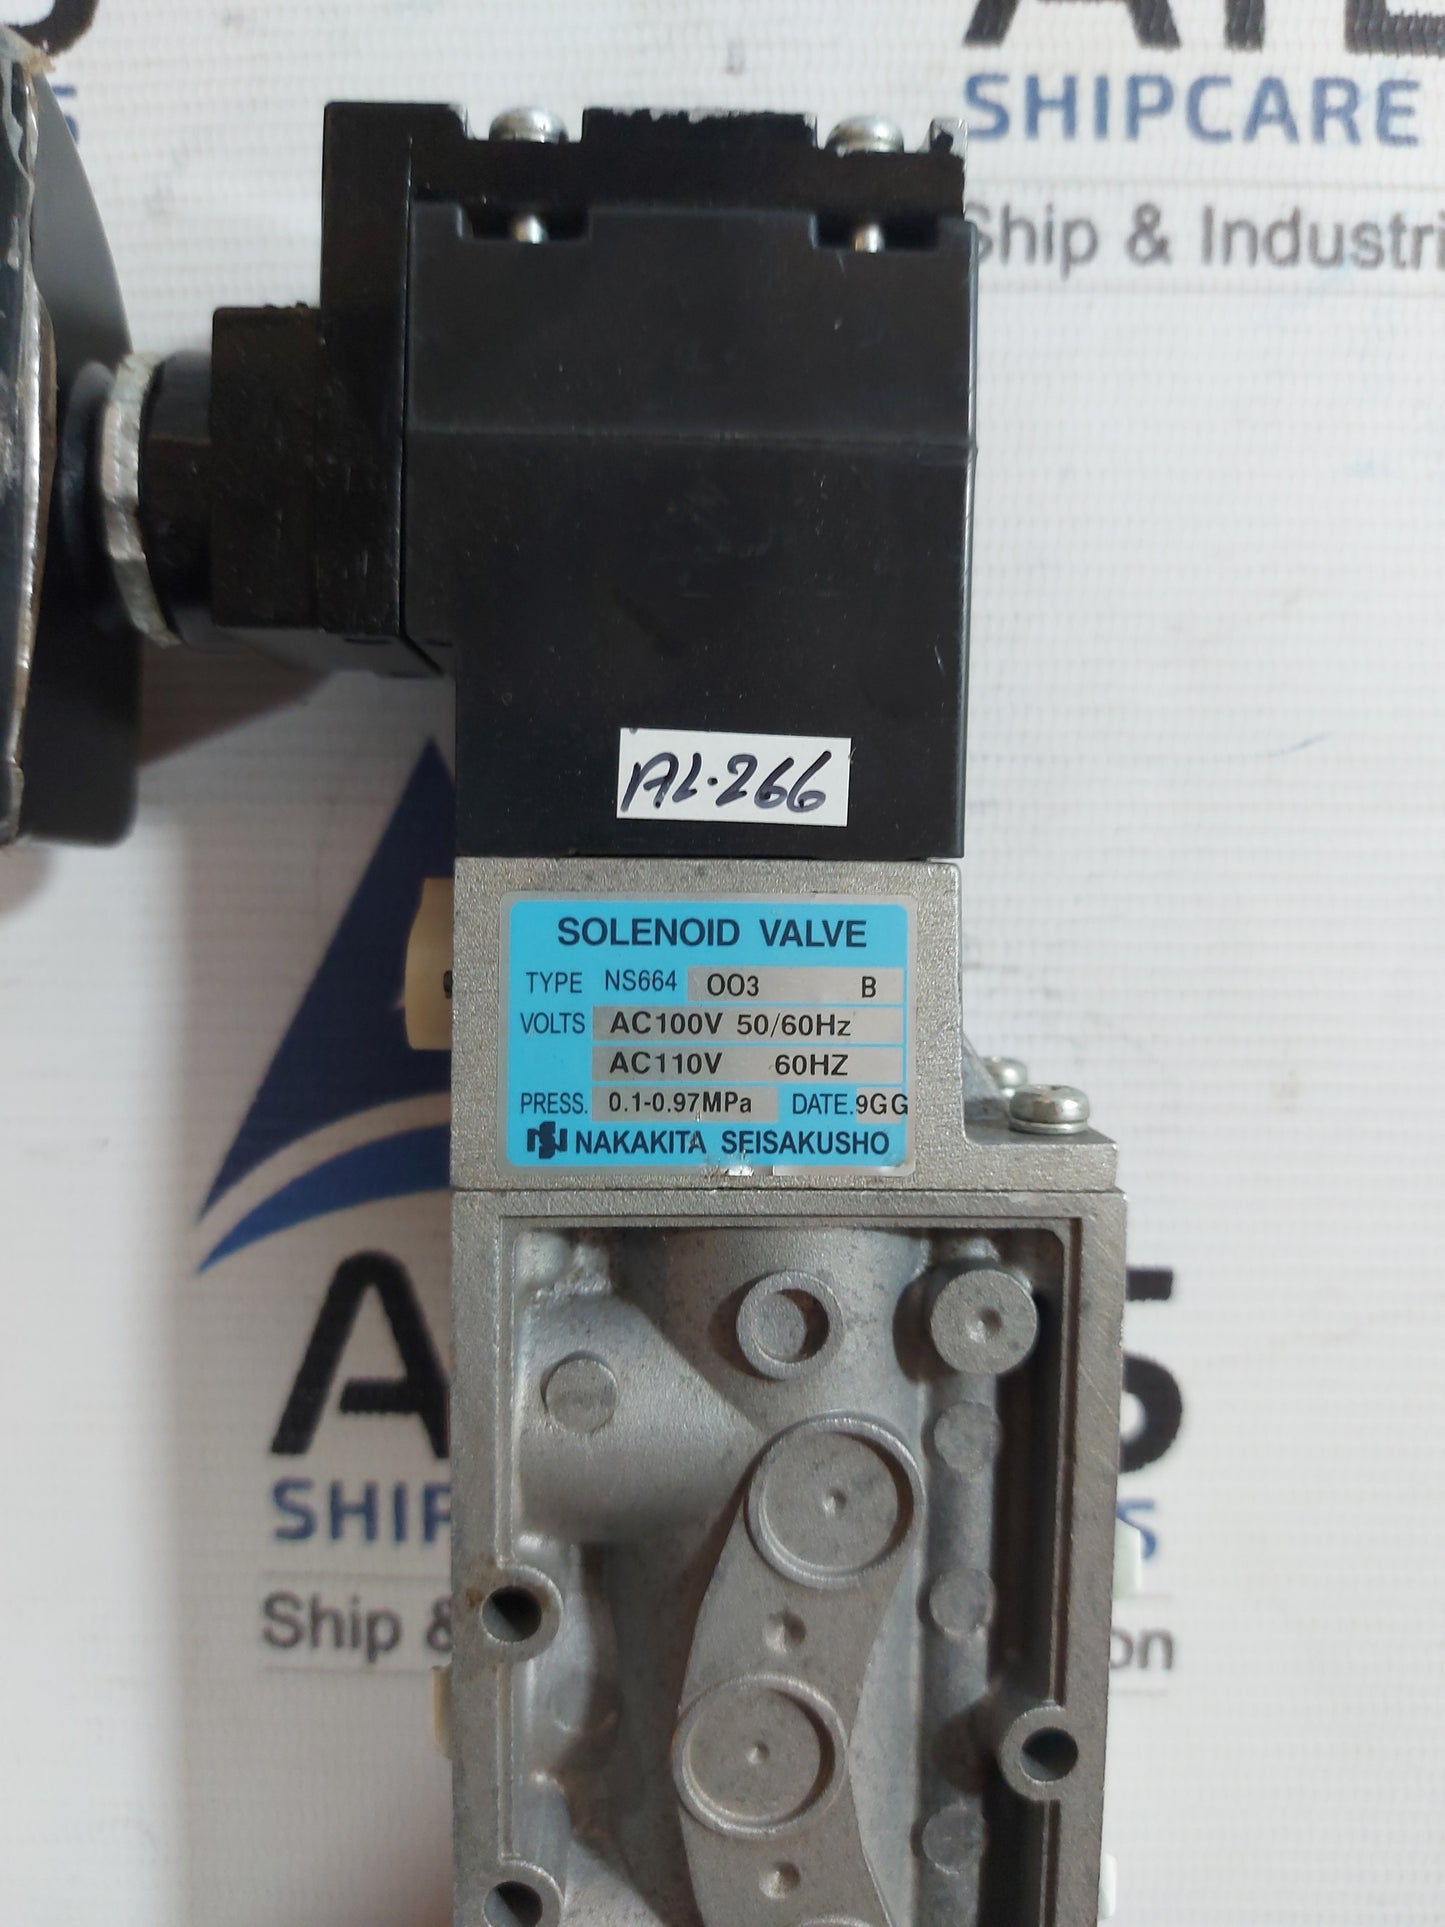 SHIPCARE
Ship & Industri
AL·266
SOLENOID VALVE
TYPE NS664 003 B
VOLTS AC100V 50/60Hz
AC110V 60HZ
PRESS. 0.1-0.97MPa DATE.9GG
NAKAKITA SEISAKUSHO
A S
SHIP S
Ship & on